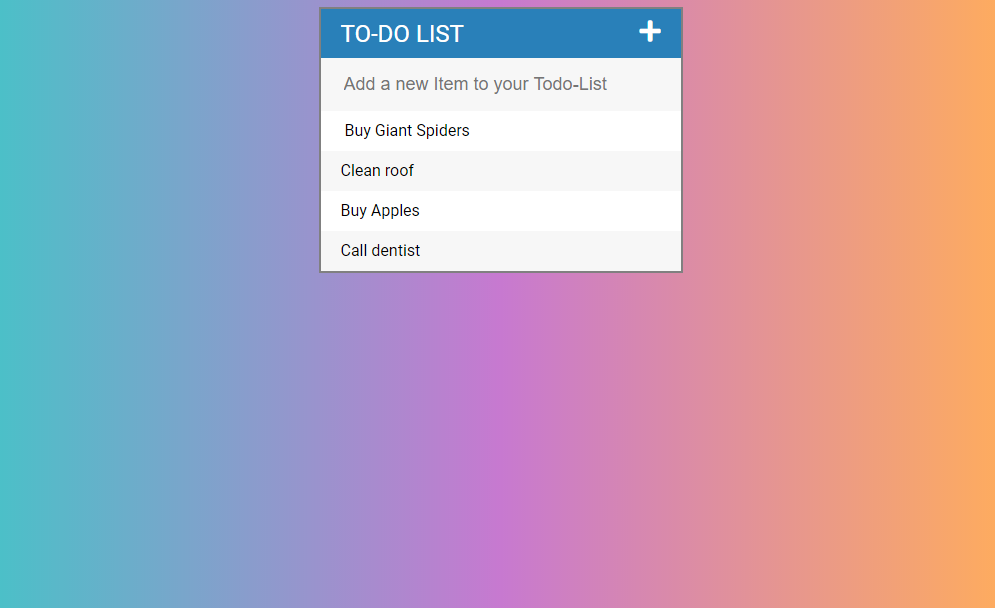 TO-DO LIST
Add a new Item to your Todo-List
Buy Giant Spiders
Clean roof
Buy Apples
Call dentist